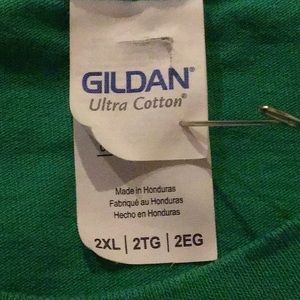 GILDAN®
Ultra Cotton®
Made in Honduras
Fabriqué au Honduras
Hecho en Honduras
2XL | 2TG | 2EG